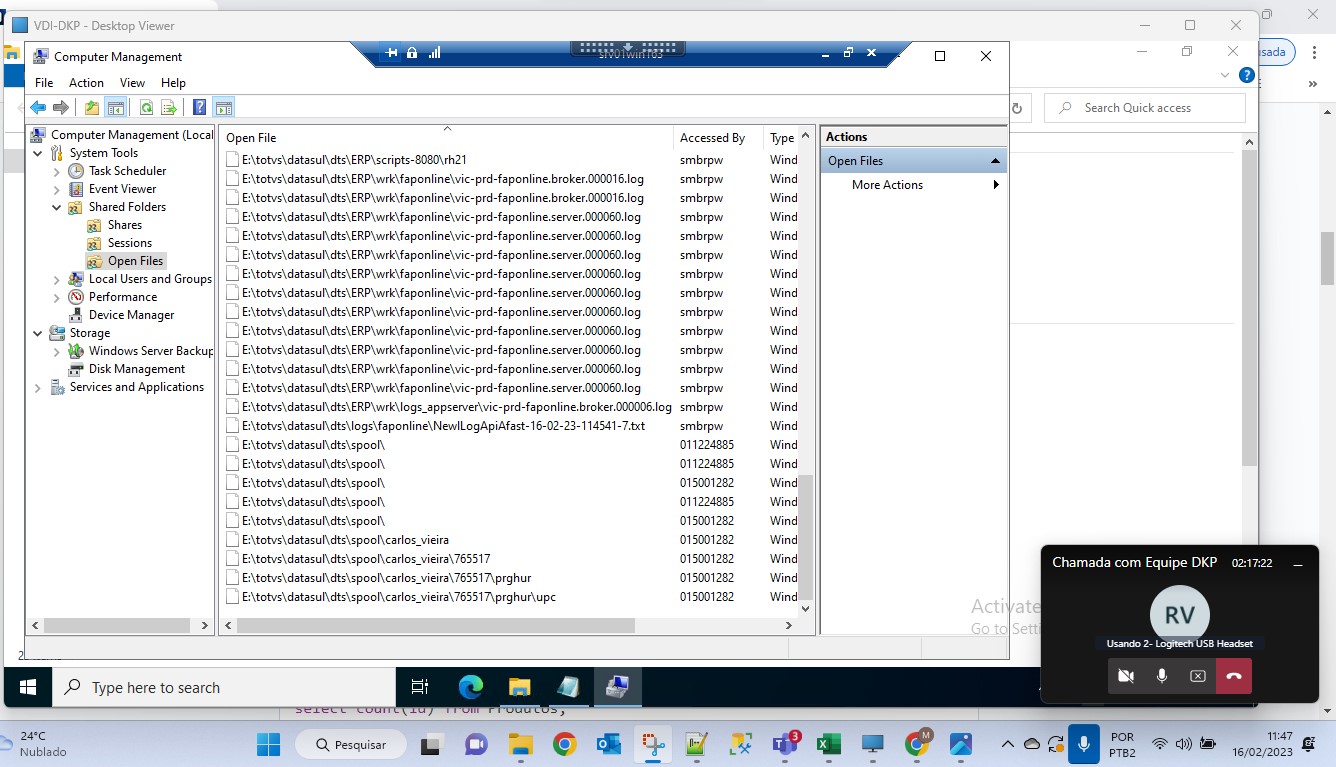 VDI-DKP - Desktop Viewer
Computer Management
srv01win163
File Action View Help
usada
Search Quick access
Computer Management (Local
System Tools
Task Scheduler
Event Viewer
Shared Folders
Shares
Sessions
Open Files
Local Users and Groups
Performance
Device Manager
Storage
Windows Server Backup
Disk Management
Services and Applications
Open File Accessed By Type
E:\totvs\datasul\dts\ERP\scripts-8080\rh21 smbrpw Wind
E:\totvs\datasul\dts\ERP\wrk\faponline\vic-prd-faponline.broker.000016.log smbrpw Wind
E:\totvs\datasul\dts\ERP\wrk\faponline\vic-prd-faponline.broker.000016.log smbrpw Wind
E:\totvs\datasul\dts\ERP\wrk\faponline\vic-prd-faponline.server.000060.log smbrpw Wind
E:\totvs\datasul\dts\ERP\wrk\faponline\vic-prd-faponline.server.000060.log smbrpw Wind
E:\totvs\datasul\dts\ERP\wrk\faponline\vic-prd-faponline.server.000060.log smbrpw Wind
E:\totvs\datasul\dts\ERP\wrk\faponline\vic-prd-faponline.server.000060.log smbrpw Wind
E:\totvs\datasul\dts\ERP\wrk\faponline\vic-prd-faponline.server.000060.log smbrpw Wind
E:\totvs\datasul\dts\ERP\wrk\faponline\vic-prd-faponline.server.000060.log smbrpw Wind
E:\totvs\datasul\dts\ERP\wrk\faponline\vic-prd-faponline.server.000060.log smbrpw Wind
E:\totvs\datasul\dts\ERP\wrk\faponline\vic-prd-faponline.server.000060.log smbrpw Wind
E:\totvs\datasul\dts\ERP\wrk\faponline\vic-prd-faponline.server.000060.log smbrpw Wind
E:\totvs\datasul\dts\ERP\wrk\faponline\vic-prd-faponline.server.000060.log smbrpw Wind
E:\totvs\datasul\dts\ERP\wrk\logs_appserver\vic-prd-faponline.broker.000006.log smbrpw Wind
E:\totvs\datasul\dts\logs\faponline\NewlLogApiAfast-16-02-23-114541-7.txt smbrpw Wind
E:\totvs\datasul\dts\spool\ 011224885 Wind
E:\totvs\datasul\dts\spool\ 011224885 Wind
E:\totvs\datasul\dts\spool\ 015001282 Wind
E:\totvs\datasul\dts\spool\ 011224885 Wind
E:\totvs\datasul\dts\spool\ 015001282 Wind
E:\totvs\datasul\dts\spool\carlos_vieira 015001282 Wind
E:\totvs\datasul\dts\spool\carlos_vieira\765517 015001282 Wind
E:\totvs\datasul\dts\spool\carlos_vieira\765517\prghur 015001282 Wind
E:\totvs\datasul\dts\spool\carlos_vieira\765517\prghur\upc 015001282 Wind
Actions
Open Files
More Actions
Activate
Go to Setti
Chamada com Equipe DKP 02:17:22
RV
Usando 2- Logitech USB Headset
Type here to search
select count(id) from Produtos;
24°C
Nublado
Pesquisar
3
M
POR
PTB2
11:47
16/02/2023